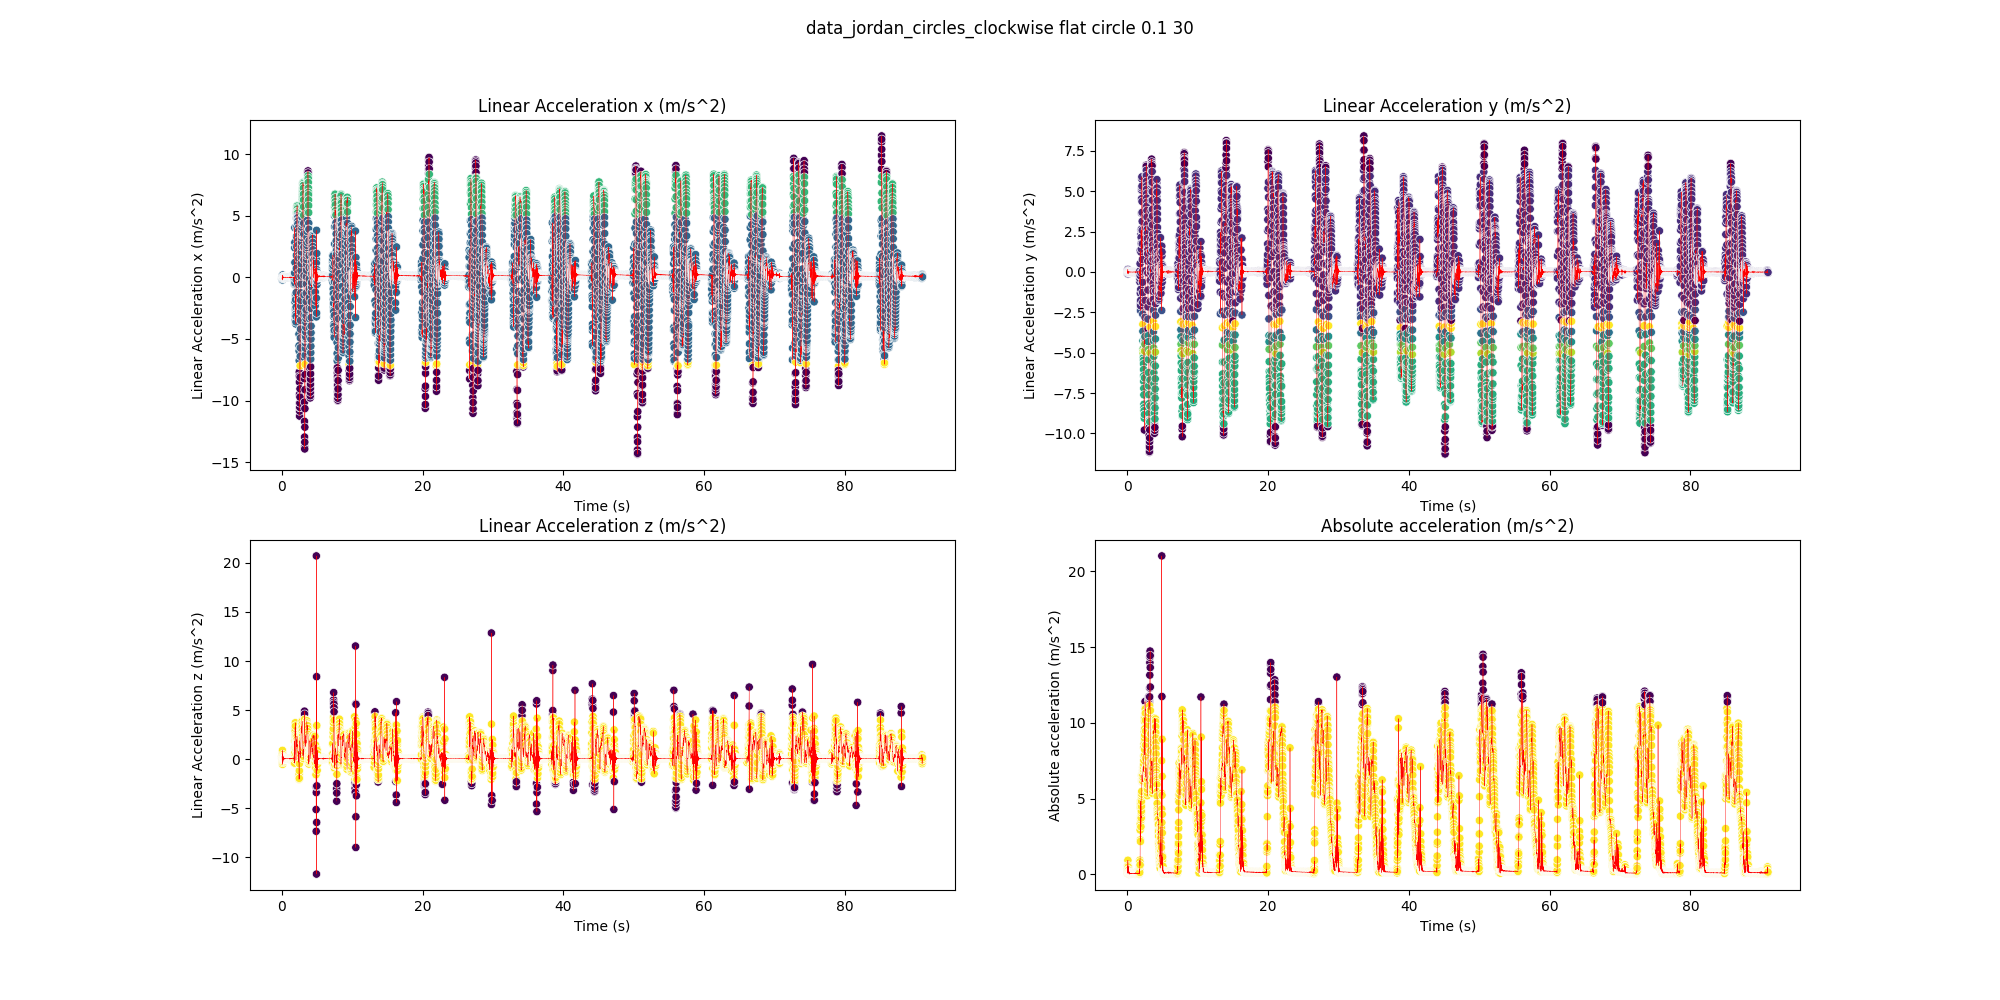 data_jordan_circles_clockwise flat circle 0.1 30
Linear Acceleration x (m/s^2)
Linear Acceleration x (m/s^2)
10
5
0
−5
−10
−15
0 20 40 60 80
Time (s)
Linear Acceleration y (m/s^2)
Linear Acceleration y (m/s^2)
7.5
5.0
2.5
0.0
−2.5
−5.0
−7.5
−10.0
0 20 40 60 80
Time (s)
Linear Acceleration z (m/s^2)
Linear Acceleration z (m/s^2)
20
15
10
5
0
−5
−10
0 20 40 60 80
Time (s)
Absolute acceleration (m/s^2)
Absolute acceleration (m/s^2)
20
15
10
5
0
0 20 40 60 80
Time (s)